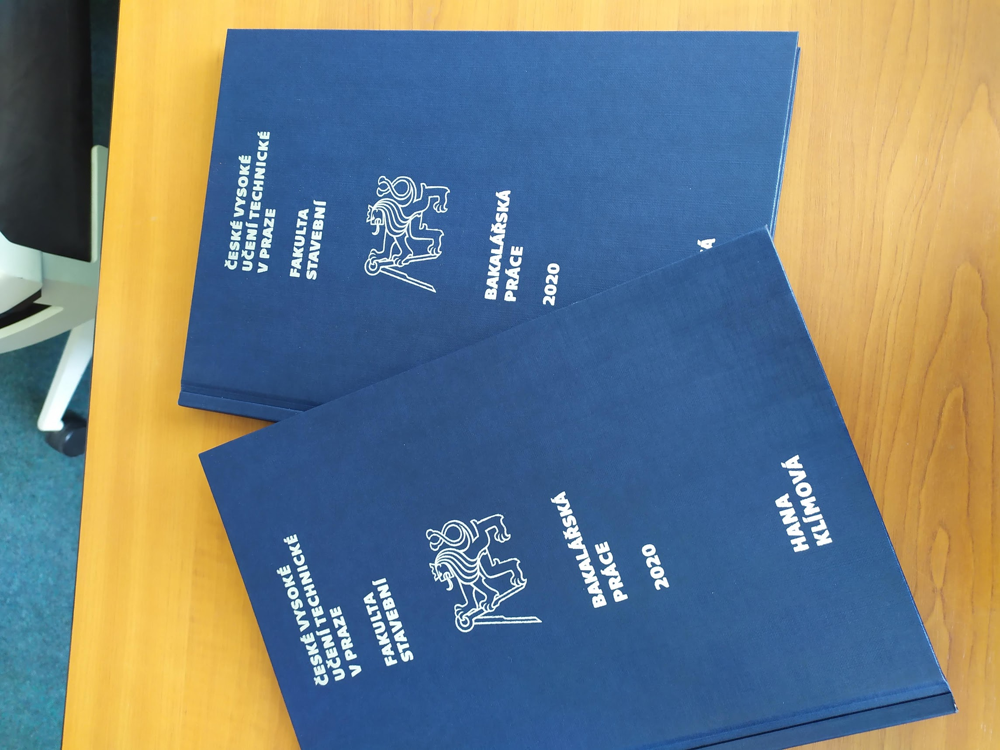 ČESKÉ VYSOKÉ
UČENÍ TECHNICKÉ
V PRAZE
FAKULTA
STAVEBNÍ
BAKALÁŘSKÁ
PRÁCE
2020
ČESKÉ VYSOKÉ
UČENÍ TECHNICKÉ
V PRAZE
FAKULTA
STAVEBNÍ
BAKALÁŘSKÁ
PRÁCE
2020
HANA
KLÍMOVÁ